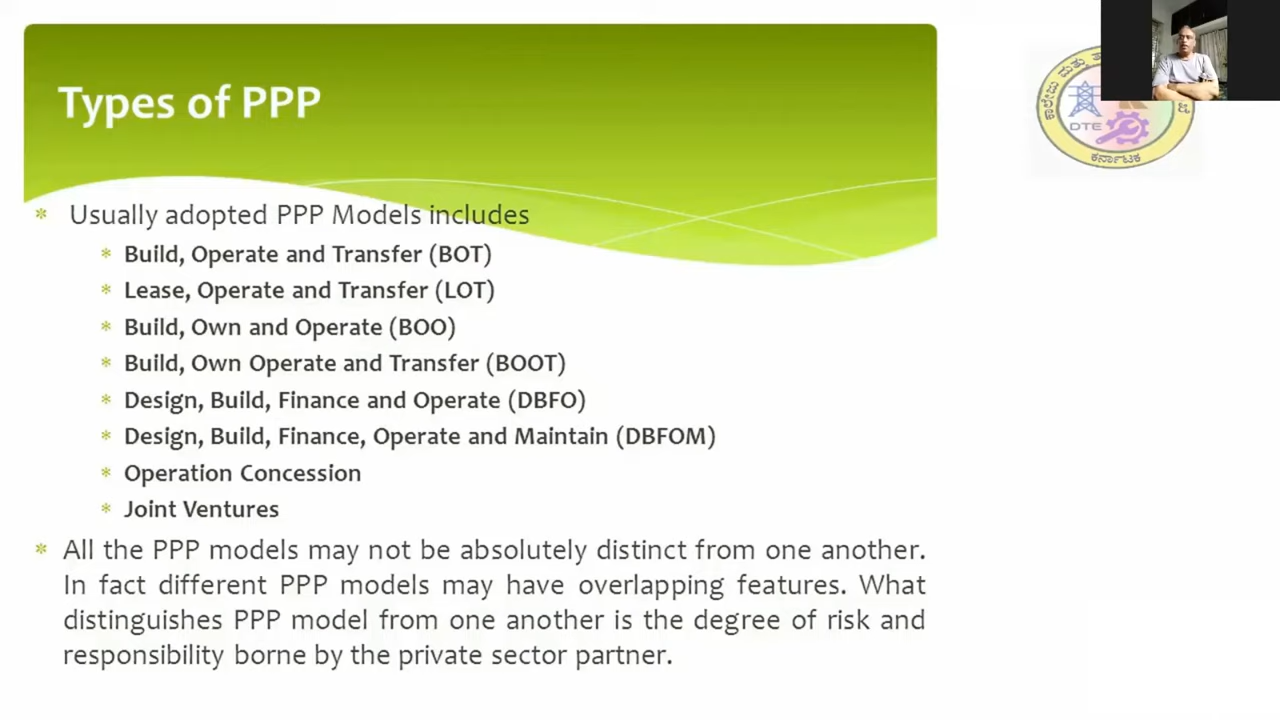 Types of PPP
* Usually adopted PPP Models includes
* Build, Operate and Transfer (BOT)
* Lease, Operate and Transfer (LOT)
* Build, Own and Operate (BOO)
* Build, Own Operate and Transfer (BOOT)
* Design, Build, Finance and Operate (DBFO)
* Design, Build, Finance, Operate and Maintain (DBFOM)
* Operation Concession
* Joint Ventures
* All the PPP models may not be absolutely distinct from one another.
In fact different PPP models may have overlapping features. What
distinguishes PPP model from one another is the degree of risk and
responsibility borne by the private sector partner.
ಕಾಲೇಜು ಮತ್ತು
DTE
ಕರ್ನಾಟಕ